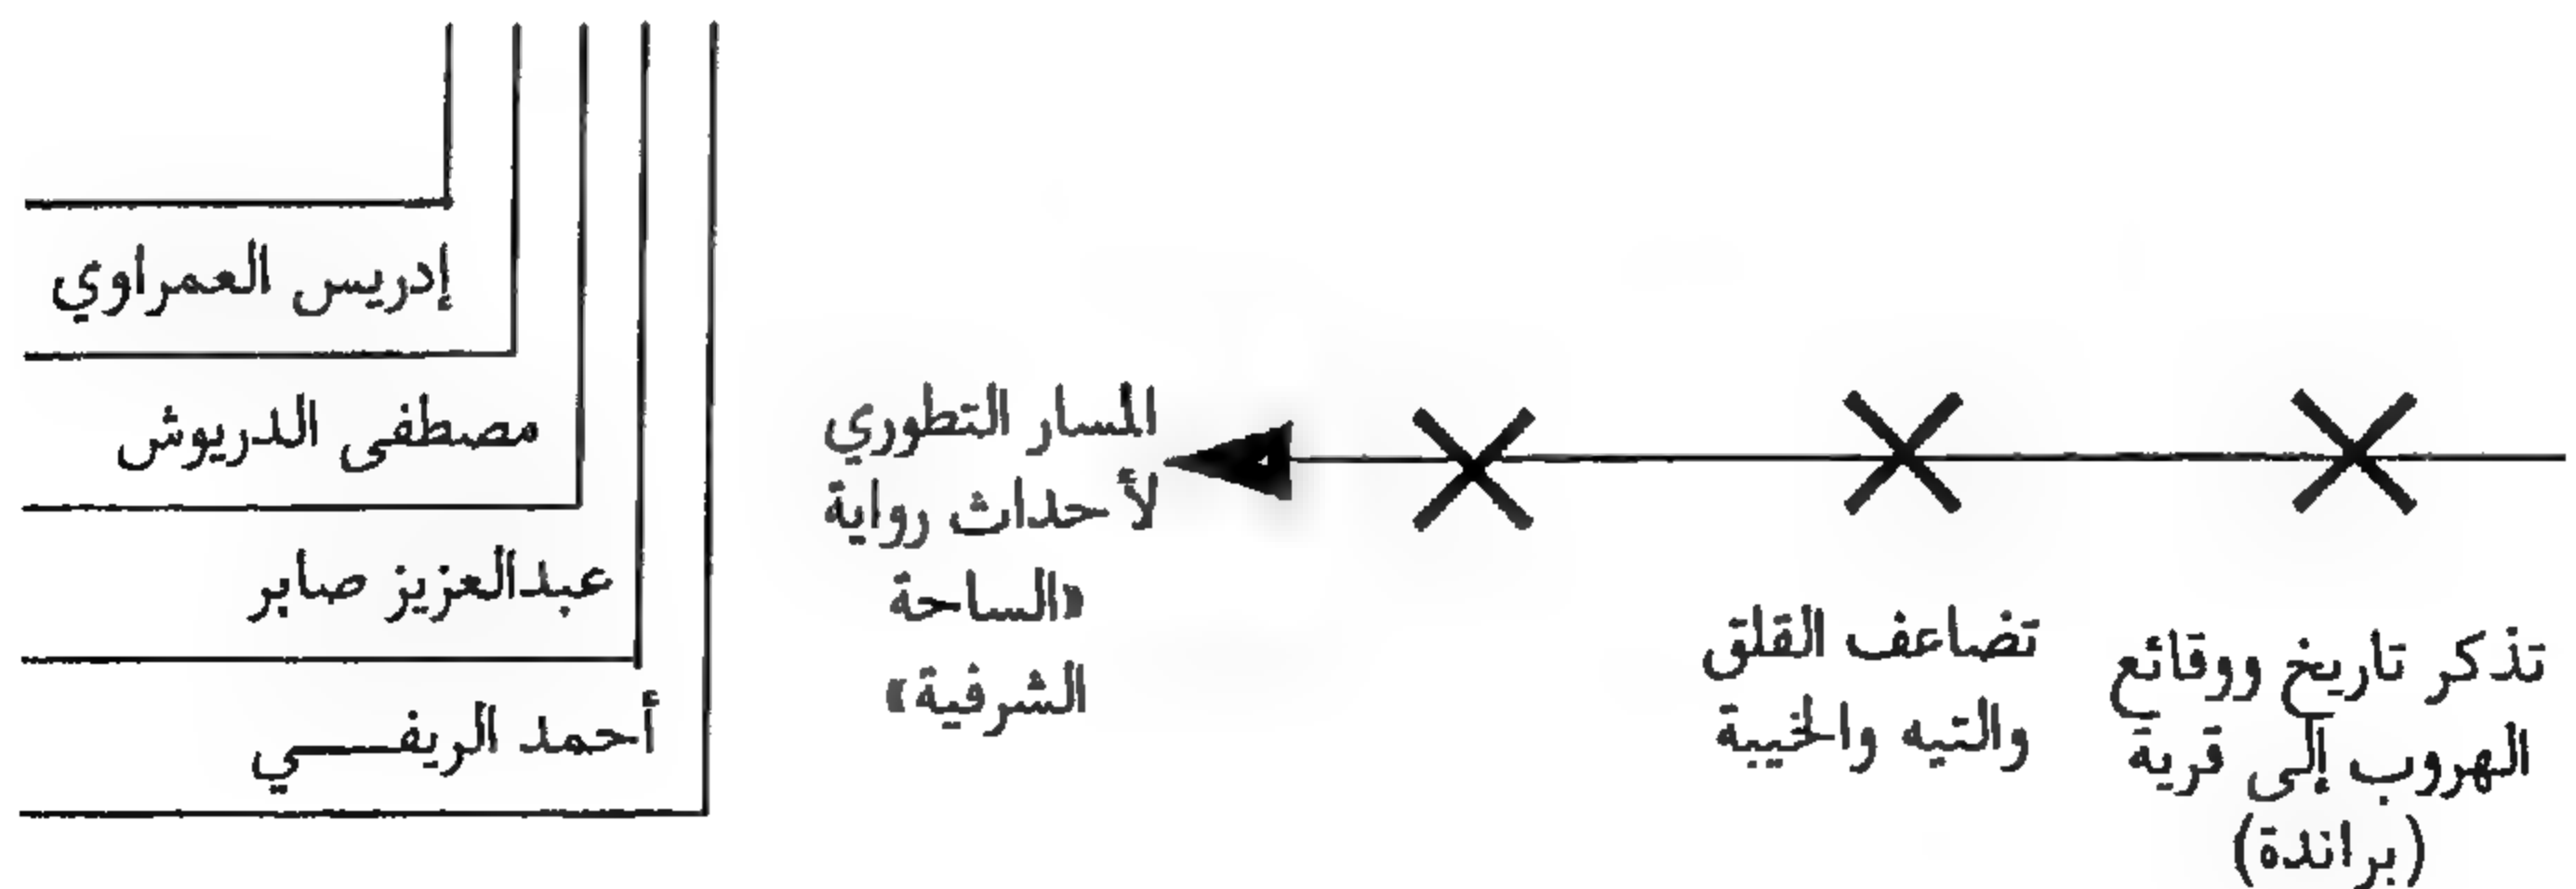 إدريس العمراوي
مصطفى الدريوش
عبدالعزيز صابر
أحمد الريفـــــي
المسار التطوري
لأحداث رواية
«الساحة
الشرفية»
تضاعف القلق
والتيه والخيبة
تذكر تاريخ ووقائع
الهروب إلى قرية
(براندة)